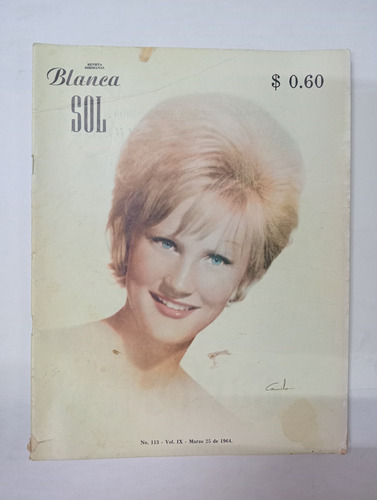 REVISTA
SEMANAL
Blanca
SOL
$ 0.60
No. 113 - Vol. IX - Marzo 25 de 1964.